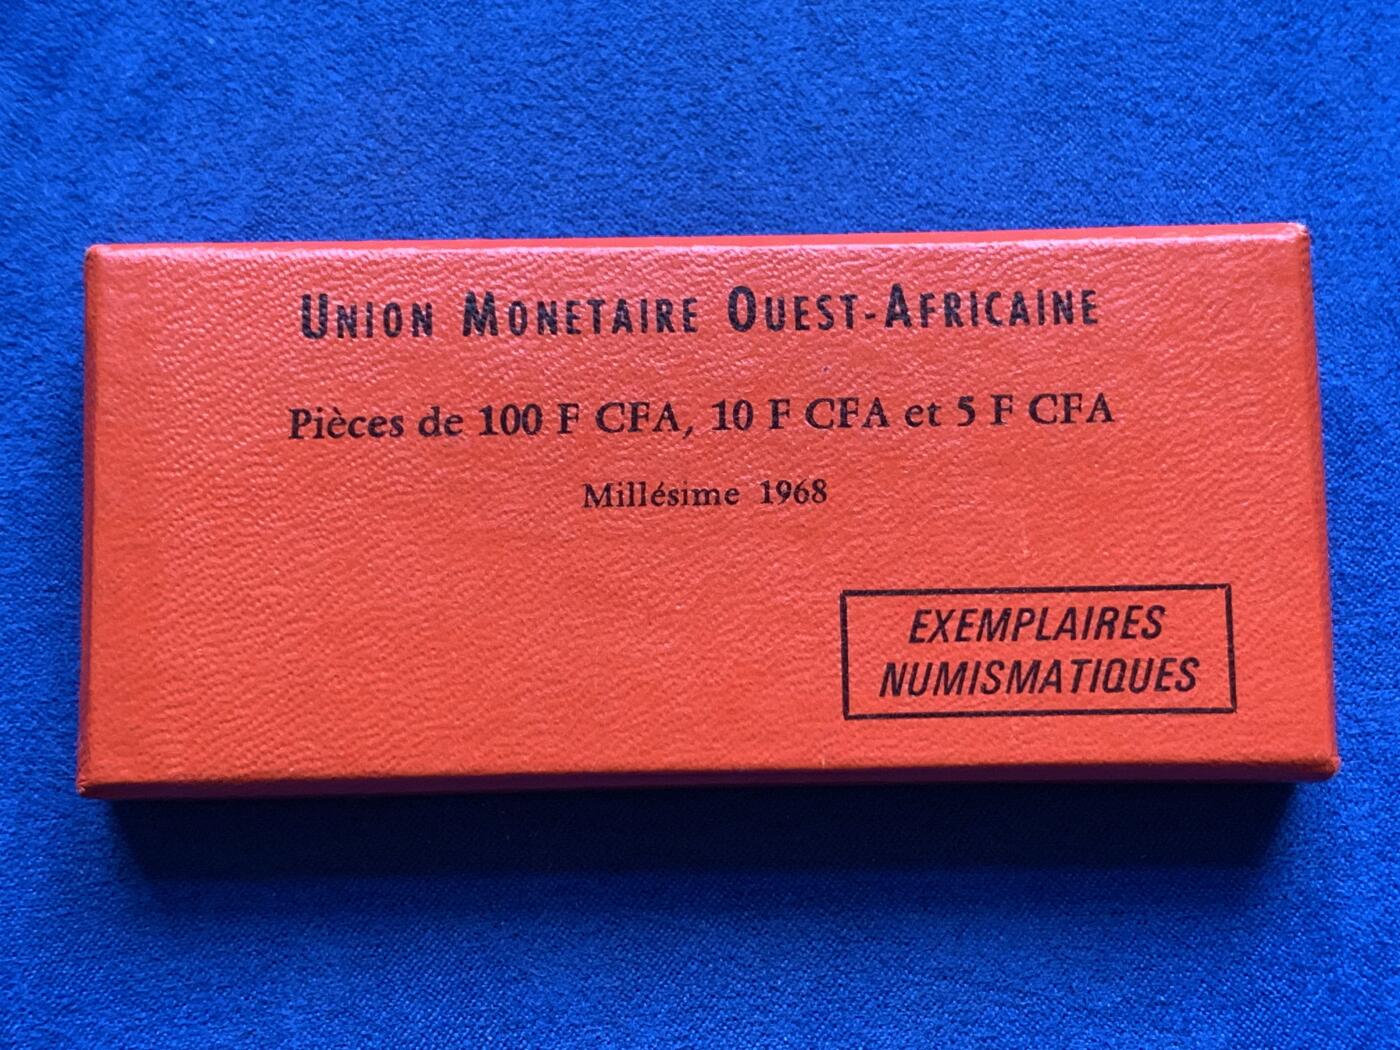 UNION MONETAIRE OUEST-AFRICAINE
Pièces de 100 F CFA, 10 F CFA et 5 F CFA
Millésime 1968
EXEMPLAIRES
NUMISMATIQUES